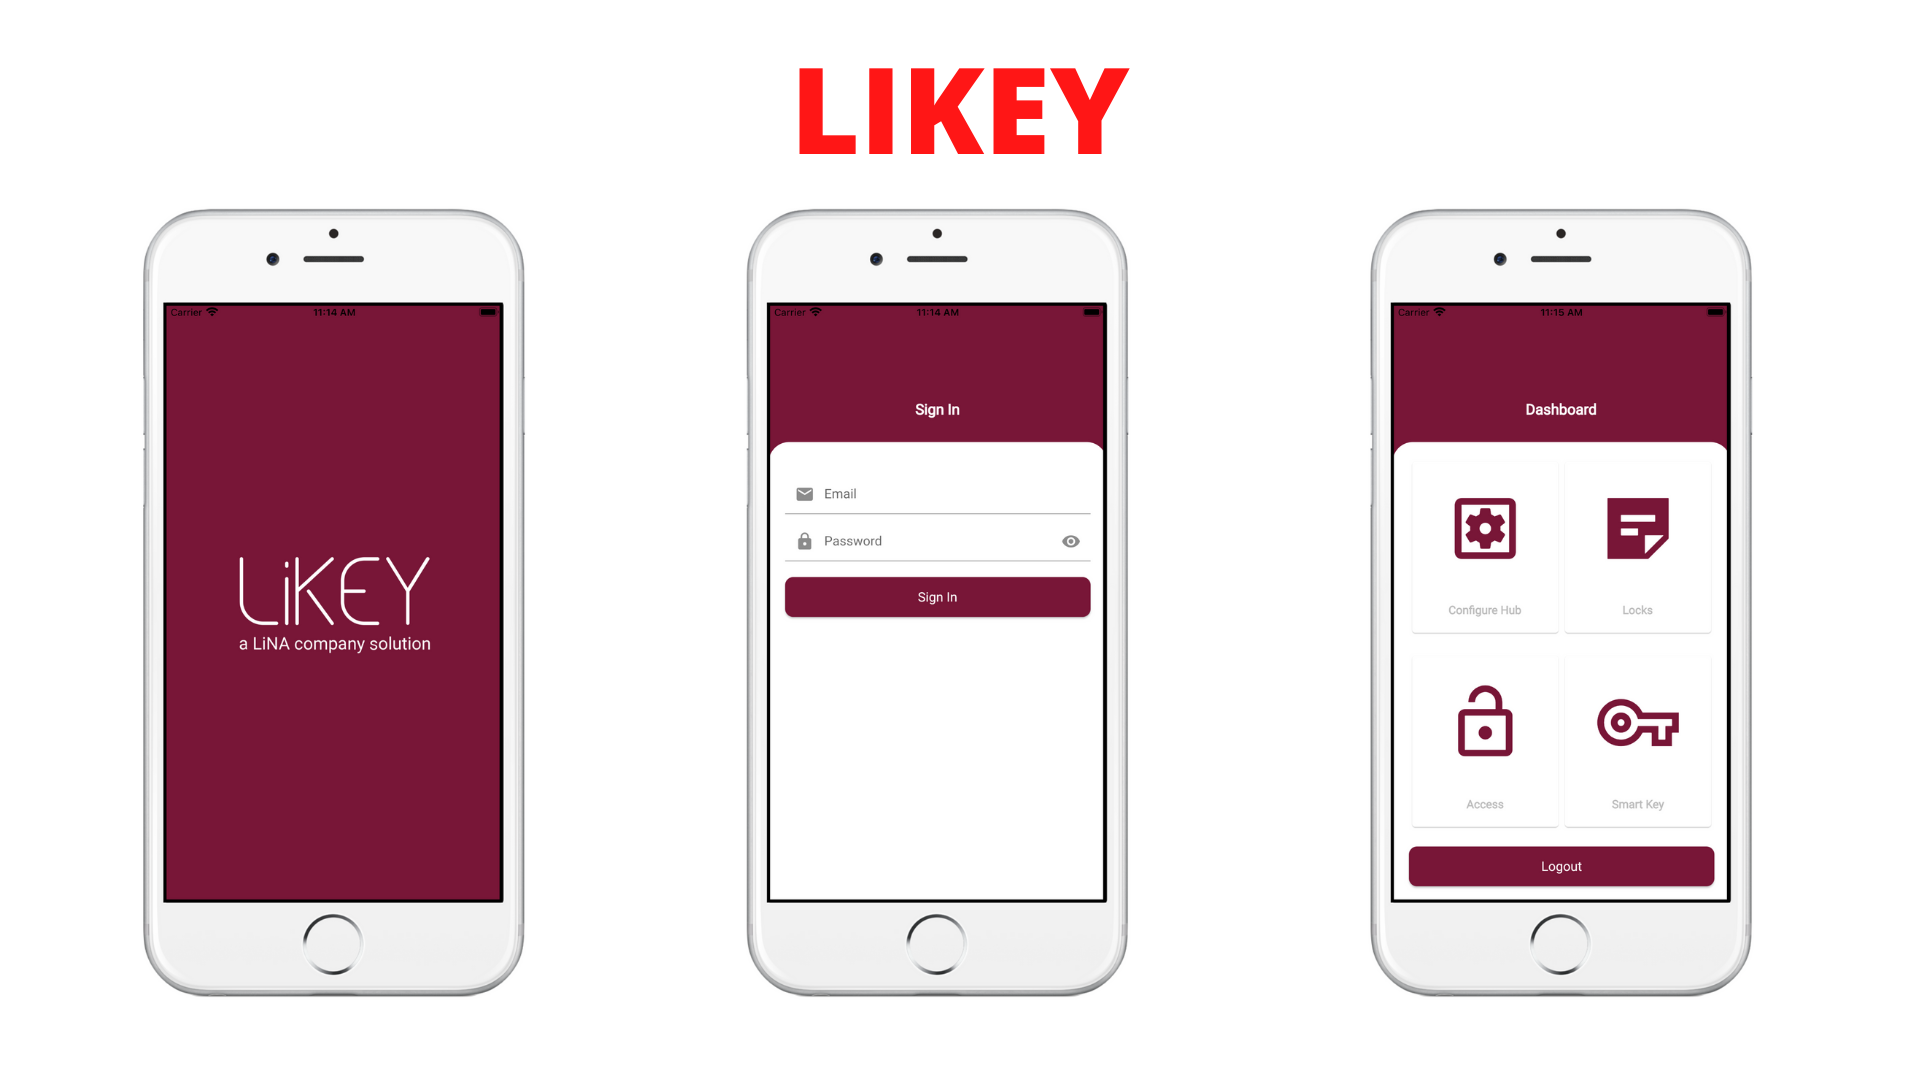 LIKEY
Carrier 11:14 AM
LiKEY
a LiNA company solution
Carrier 11:14 AM
Sign In
Email
Password
Sign In
Carrier 11:15 AM
Dashboard
Configure Hub
Locks
Access
Smart Key
Logout